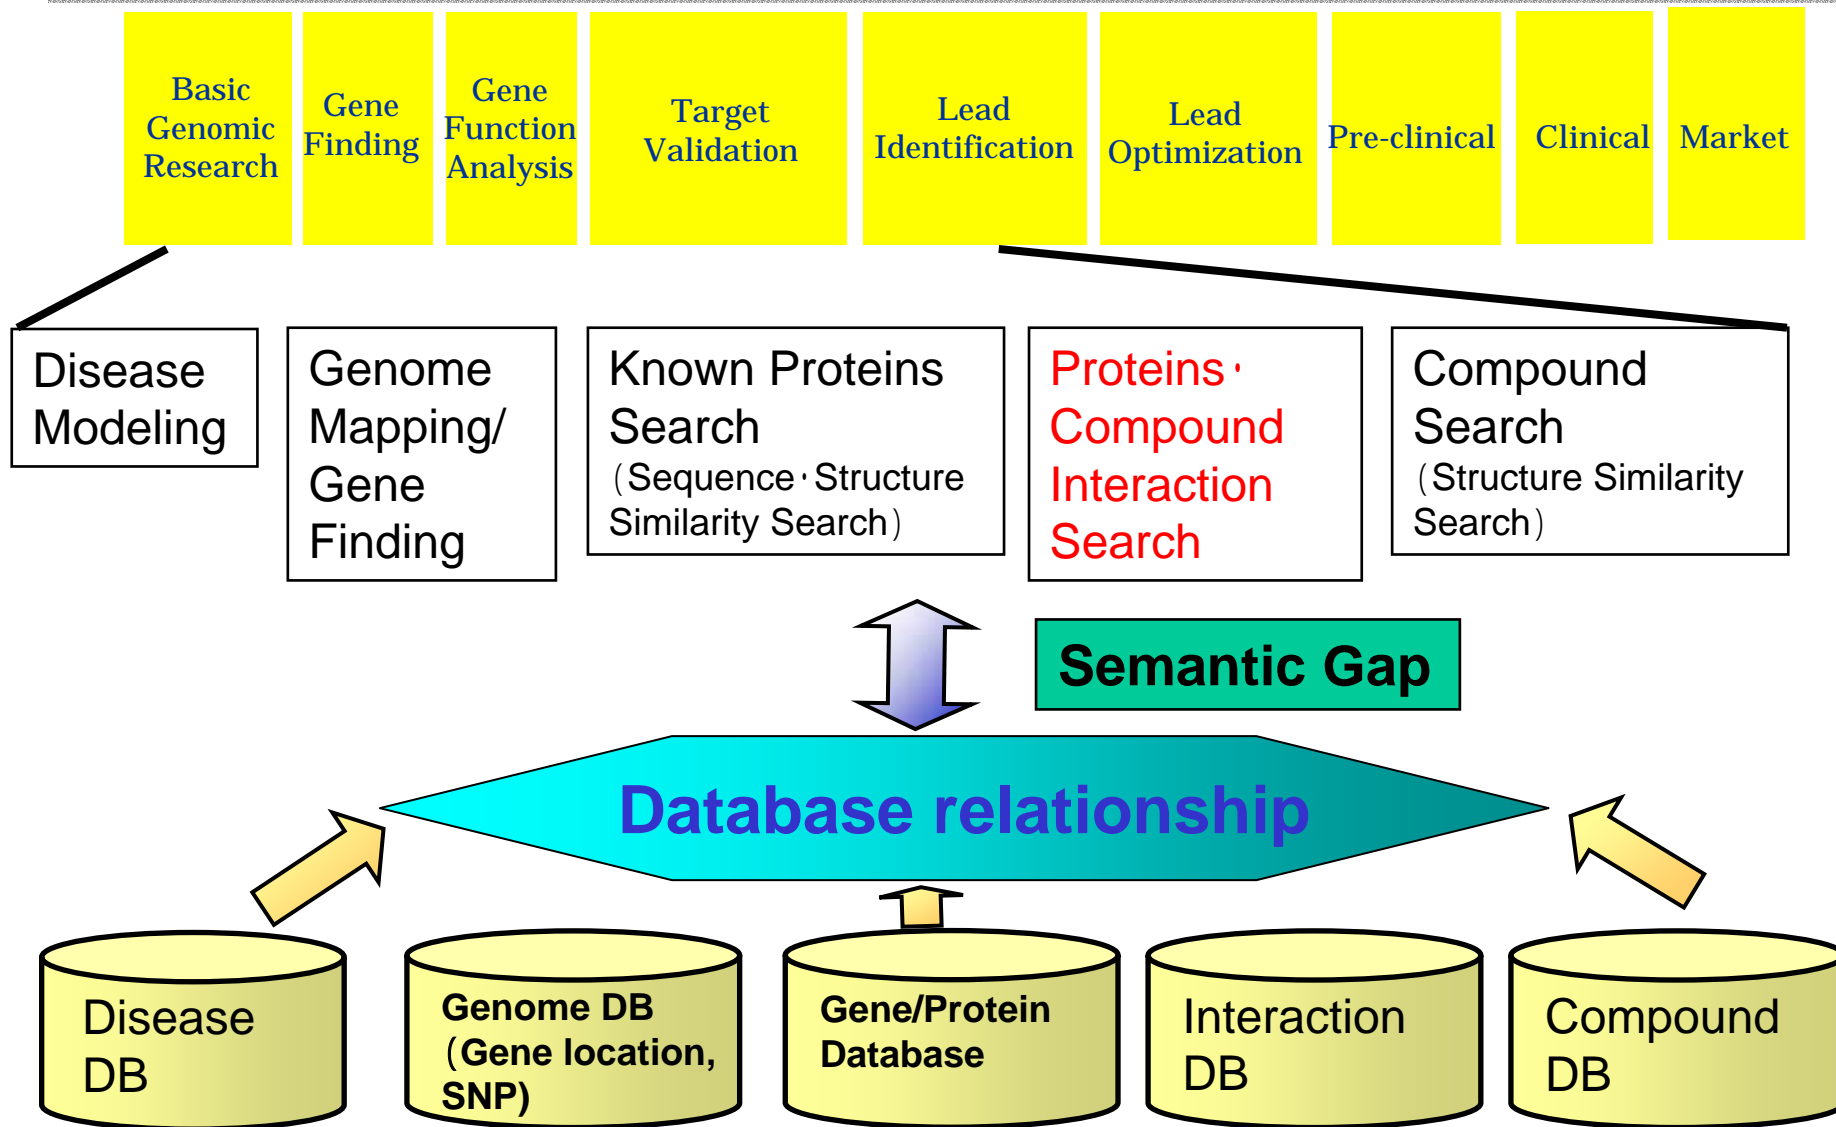 Basic
Genomic
Research
Gene
Finding
Gene
Function
Analysis
Target
Validation
Lead
Identification
Lead
Optimization
Pre-clinical
Clinical
Market
Disease
Modeling
Genome
Mapping/
Gene
Finding
Known Proteins
Search
(Sequence・Structure
Similarity Search)
Proteins・
Compound
Interaction
Search
Compound
Search
(Structure Similarity
Search)
Semantic Gap
Database relationship
Disease
DB
Genome DB
(Gene location,
SNP)
Gene/Protein
Database
Interaction
DB
Compound
DB